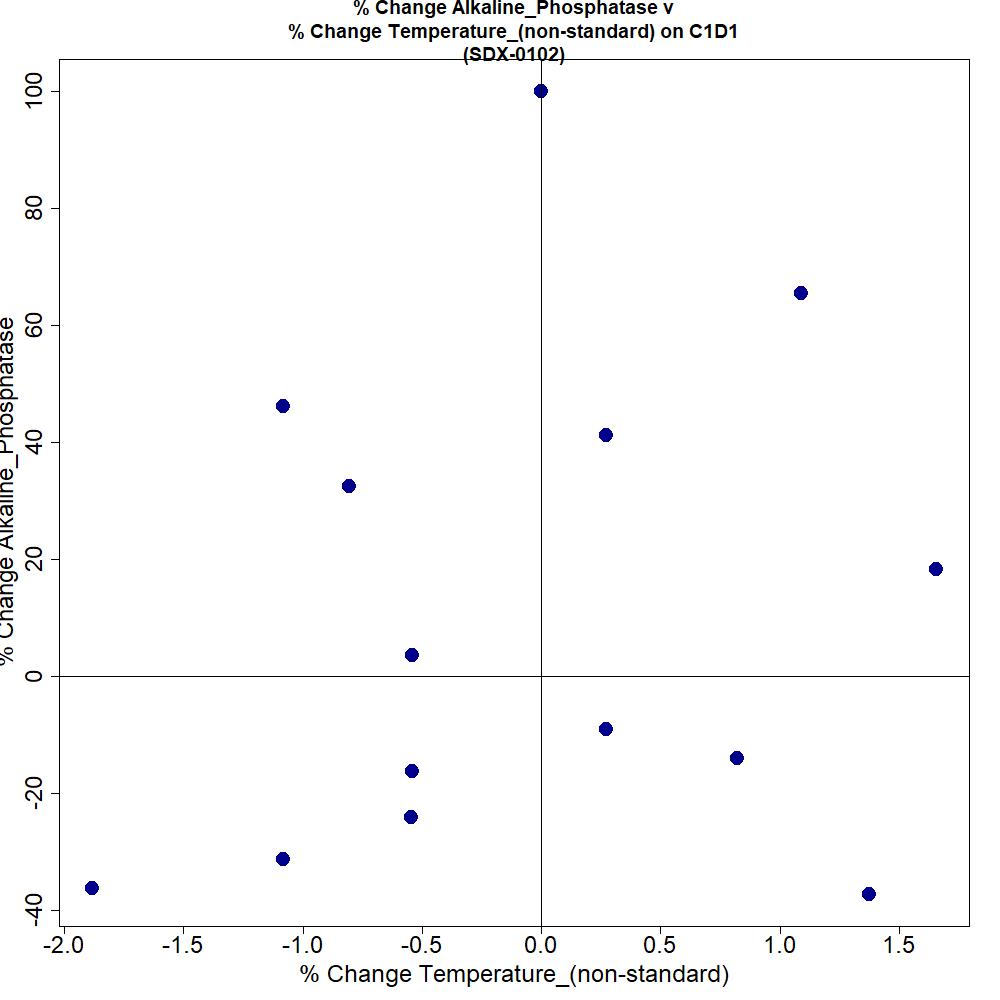 % Change Alkaline_Phosphatase v
% Change Temperature_(non-standard) on C1D1
(SDX-0102)
% Change Alkaline_Phosphatase
100
80
60
40
20
0
-20
-40
-2.0 -1.5 -1.0 -0.5 0.0 0.5 1.0 1.5
% Change Temperature_(non-standard)